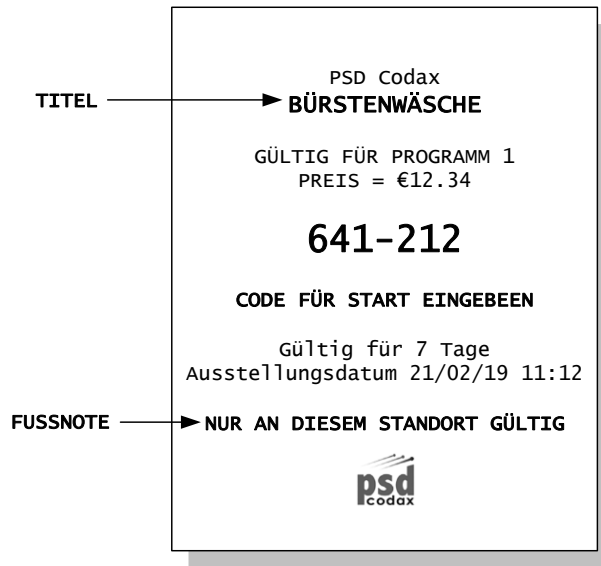 PSD Codax
TITEL
BÜRSTENWÄSCHE
GÜLTIG FÜR PROGRAMM 1
PREIS = €12.34
641-212
CODE FÜR START EINGEBEEN
Gültig für 7 Tage
Ausstellungsdatum 21/02/19 11:12
FUSSNOTE
NUR AN DIESEM STANDORT GÜLTIG
psd
codax